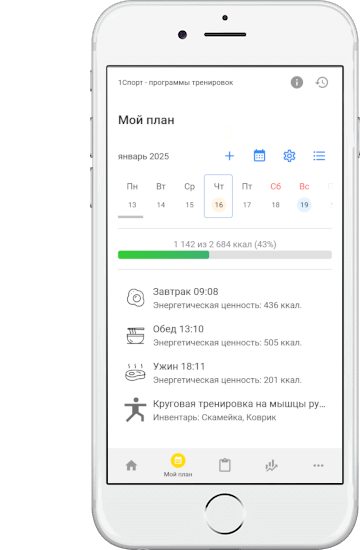 1Спорт - программы тренировок
Мой план
январь 2025
Пн Вт Ср Чт Пт Сб Вс
13 14 15 16 17 18 19
1 142 из 2 684 ккал (43%)
Завтрак 09:08
Энергетическая ценность: 436 ккал.
Обед 13:10
Энергетическая ценность: 505 ккал.
Ужин 18:11
Энергетическая ценность: 201 ккал.
Круговая тренировка на мышцы ру...
Инвентарь: Скамейка, Коврик
Мой план